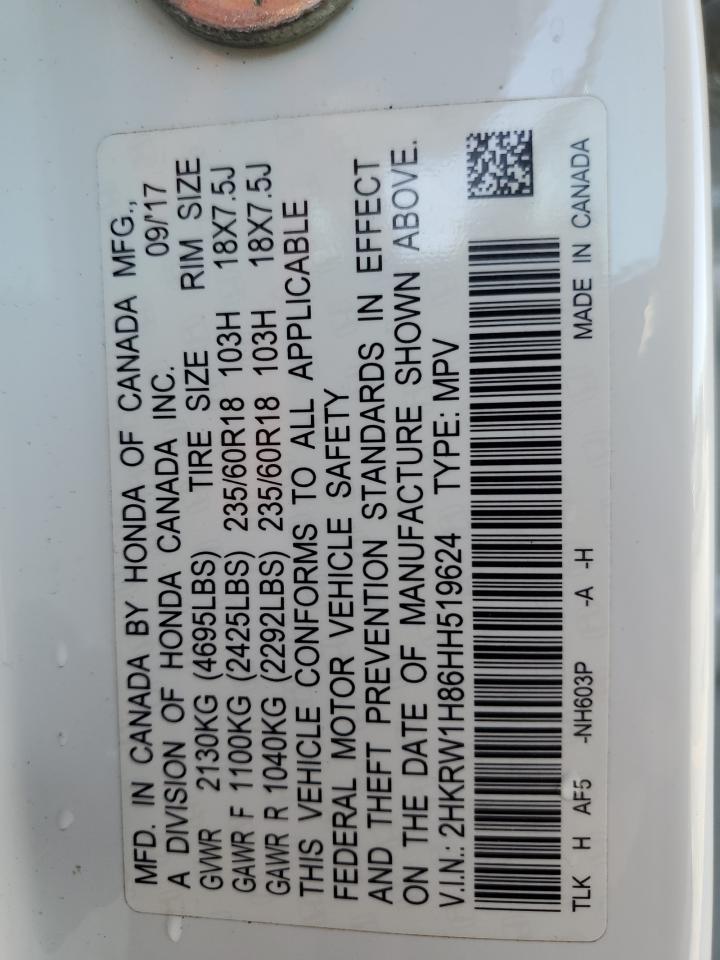 MFD. IN CANADA BY HONDA OF CANADA MFG.,
A DIVISION OF HONDA CANADA INC. 09/'17
GVWR 2130KG (4695LBS) TIRE SIZE RIM SIZE
GAWR F 1100KG (2425LBS) 235/60R18 103H 18X7.5J
GAWR R 1040KG (2292LBS) 235/60R18 103H 18X7.5J
THIS VEHICLE CONFORMS TO ALL APPLICABLE
FEDERAL MOTOR VEHICLE SAFETY
AND THEFT PREVENTION STANDARDS IN EFFECT
ON THE DATE OF MANUFACTURE SHOWN ABOVE.
V.I.N.: 2HKRW1H86HH519624 TYPE: MPV
TLK H AF5 -NH603P -A -H MADE IN CANADA